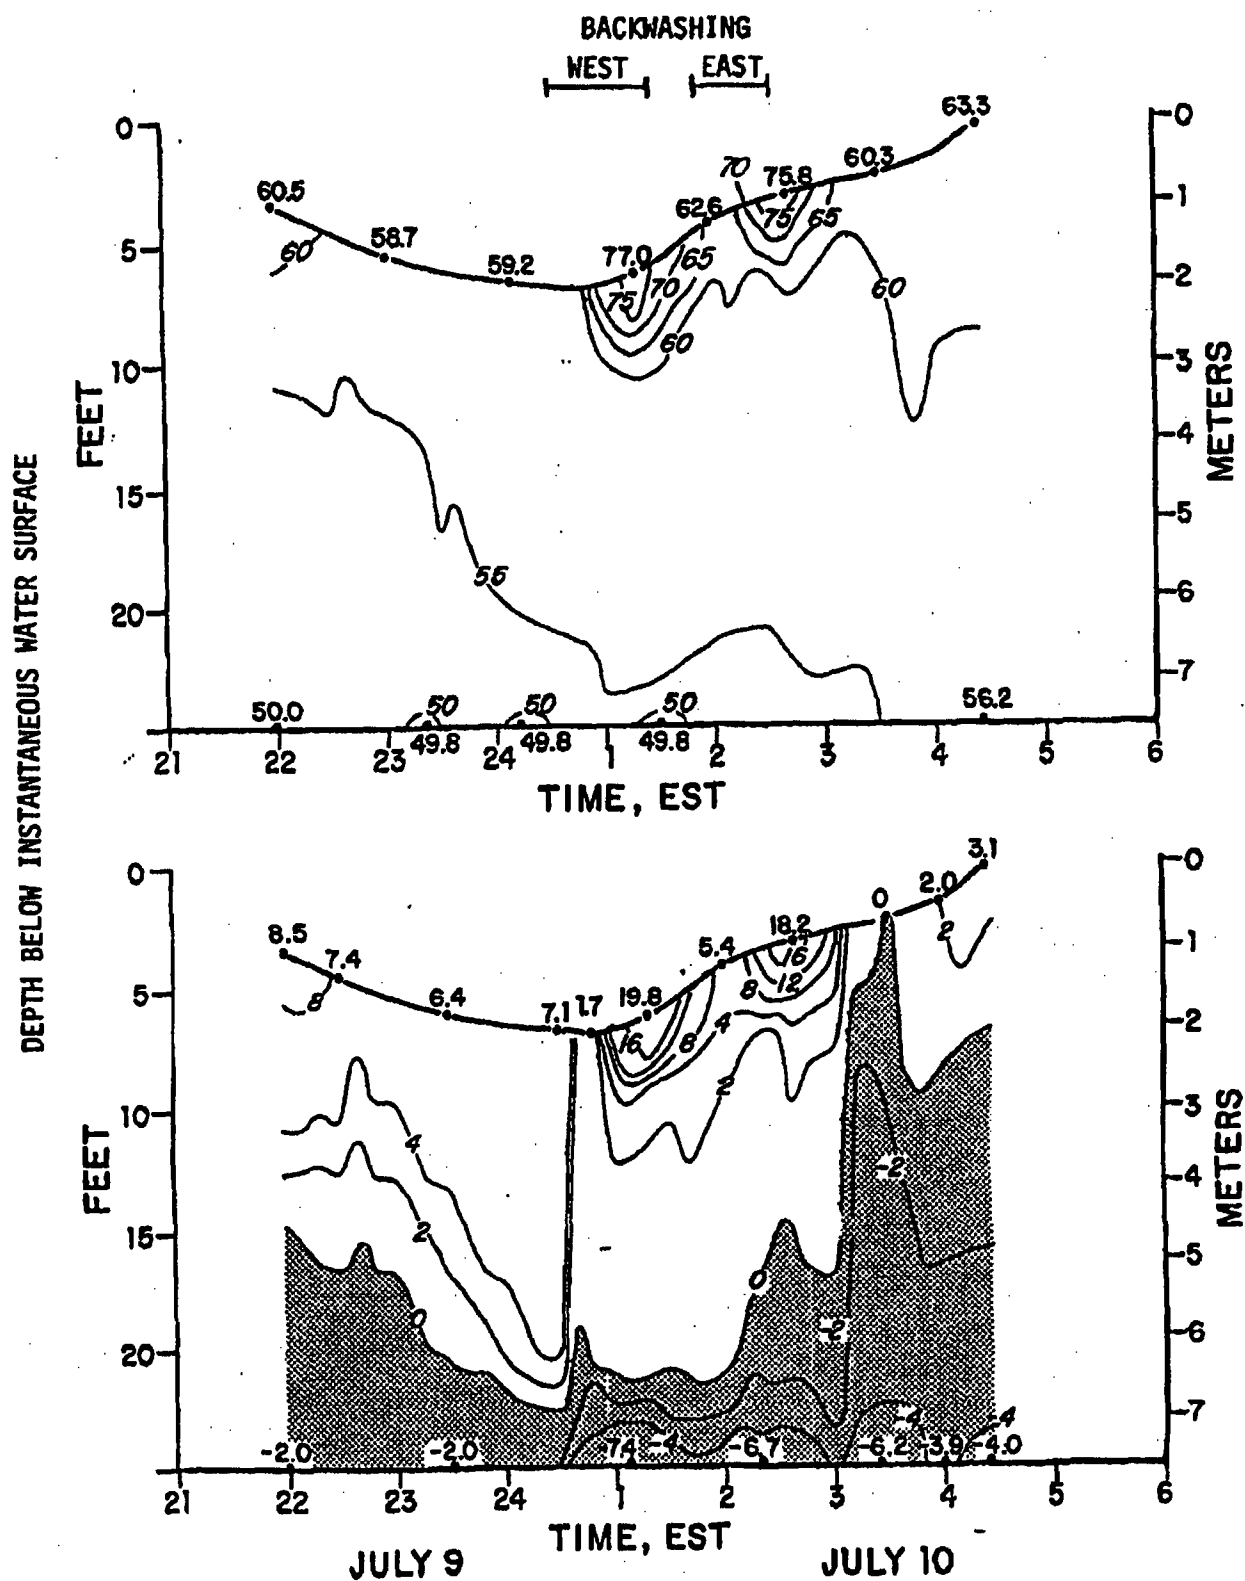 BACKWASHING
WEST EAST
63.3
0 0
70 75.8 60.3
60.5 62.6 75 65 1
60 58.7 59.2 77.0 65
5 75 70 60 2
60
10 3
FEET METERS
4
15 5
55
20 6
7
50.0 50 50 50 56.2
49.8 49.8 49.8
21 22 23 24 1 2 3 4 5 6
TIME, EST
DEPTH BELOW INSTANTANEOUS WATER SURFACE
3.1
0 0 2.0 0
8.5 7.4 5.4 18.2 16 2 1
8 6.4 7.1 1.7 19.8 8 12
5 16 8 4 2
2
10 3
4
FEET -2 4 METERS
2
15 5
0 0
-2 6
20
-4 -4 7
-2.0 -2.0 -7.4 -4 -6.7 -6.2 -3.9 -4.0
21 22 23 24 1 2 3 4 5 6
TIME, EST
JULY 9 JULY 10